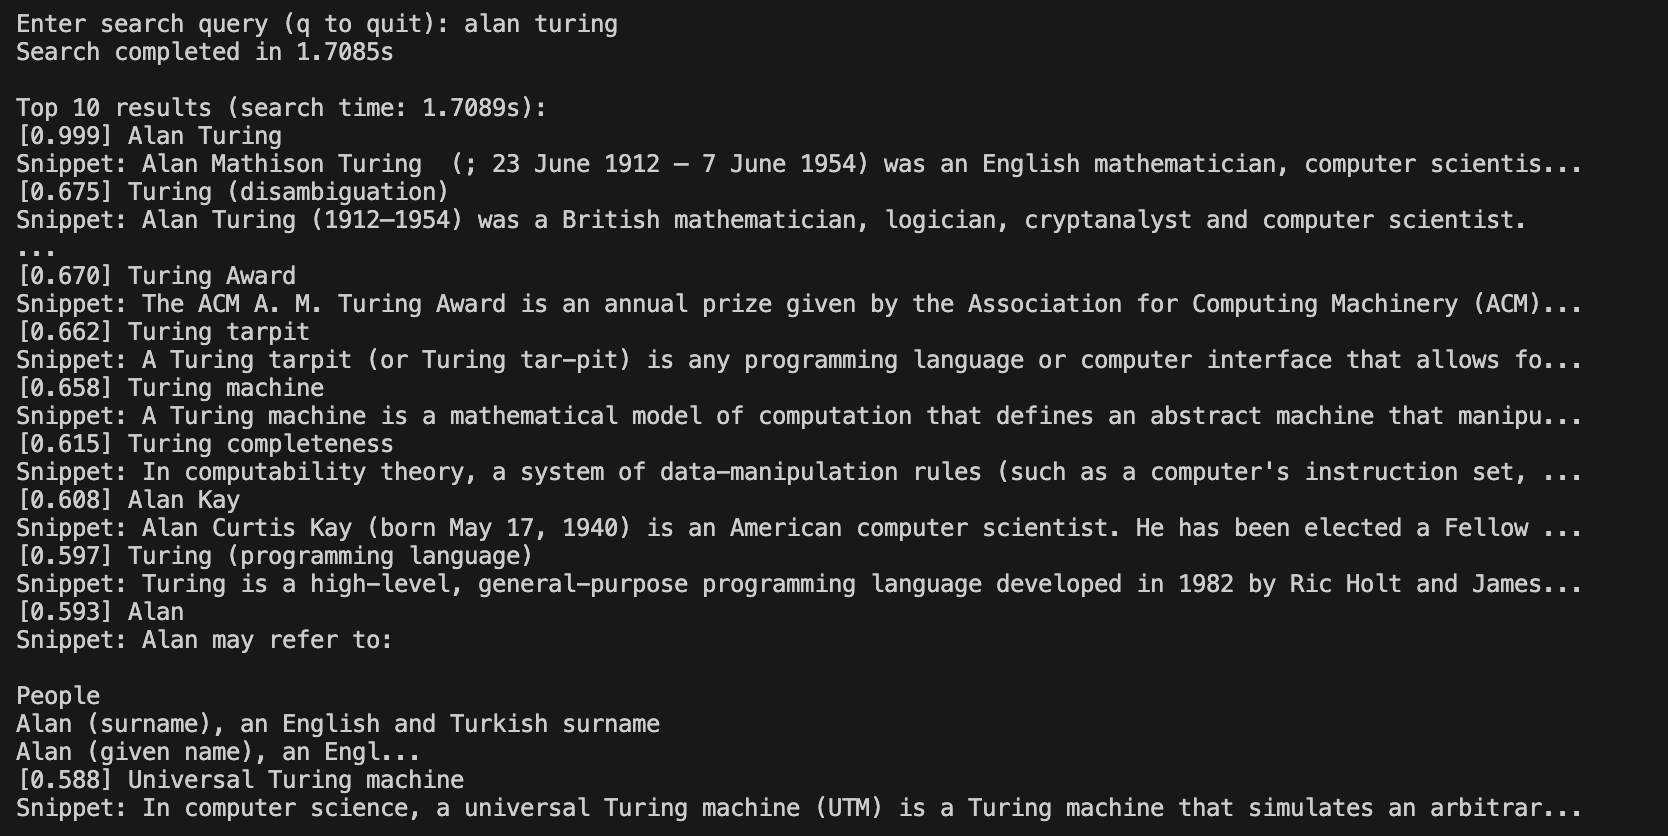 Enter search query (q to quit): alan turing
Search completed in 1.7085s
Top 10 results (search time: 1.7089s):
[0.999] Alan Turing
Snippet: Alan Mathison Turing  (; 23 June 1912 – 7 June 1954) was an English mathematician, computer scientis...
[0.675] Turing (disambiguation)
Snippet: Alan Turing (1912–1954) was a British mathematician, logician, cryptanalyst and computer scientist.
...
[0.670] Turing Award
Snippet: The ACM A. M. Turing Award is an annual prize given by the Association for Computing Machinery (ACM)...
[0.662] Turing tarpit
Snippet: A Turing tarpit (or Turing tar-pit) is any programming language or computer interface that allows fo...
[0.658] Turing machine
Snippet: A Turing machine is a mathematical model of computation that defines an abstract machine that manipu...
[0.615] Turing completeness
Snippet: In computability theory, a system of data-manipulation rules (such as a computer's instruction set, ...
[0.608] Alan Kay
Snippet: Alan Curtis Kay (born May 17, 1940) is an American computer scientist. He has been elected a Fellow ...
[0.597] Turing (programming language)
Snippet: Turing is a high-level, general-purpose programming language developed in 1982 by Ric Holt and James...
[0.593] Alan
Snippet: Alan may refer to:
People
Alan (surname), an English and Turkish surname
Alan (given name), an Engl...
[0.588] Universal Turing machine
Snippet: In computer science, a universal Turing machine (UTM) is a Turing machine that simulates an arbitrar...